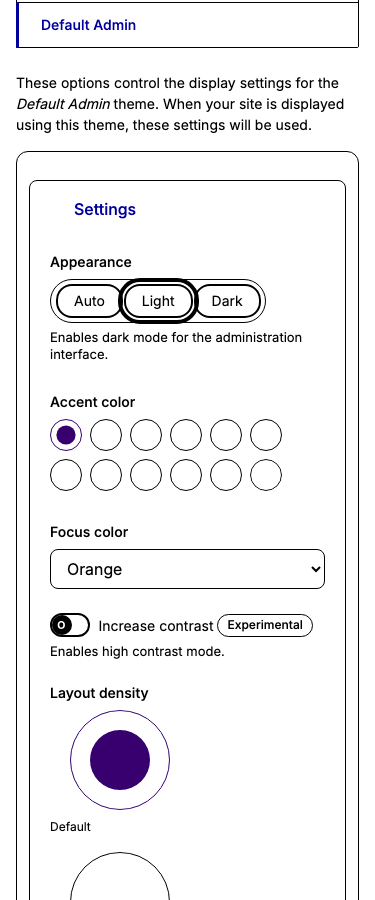 Default Admin
These options control the display settings for the
Default Admin theme. When your site is displayed
using this theme, these settings will be used.
Settings
Appearance
Auto
Light
Dark
Enables dark mode for the administration
interface.
Accent color
Focus color
Orange
Increase contrast Experimental
Enables high contrast mode.
Layout density
Default